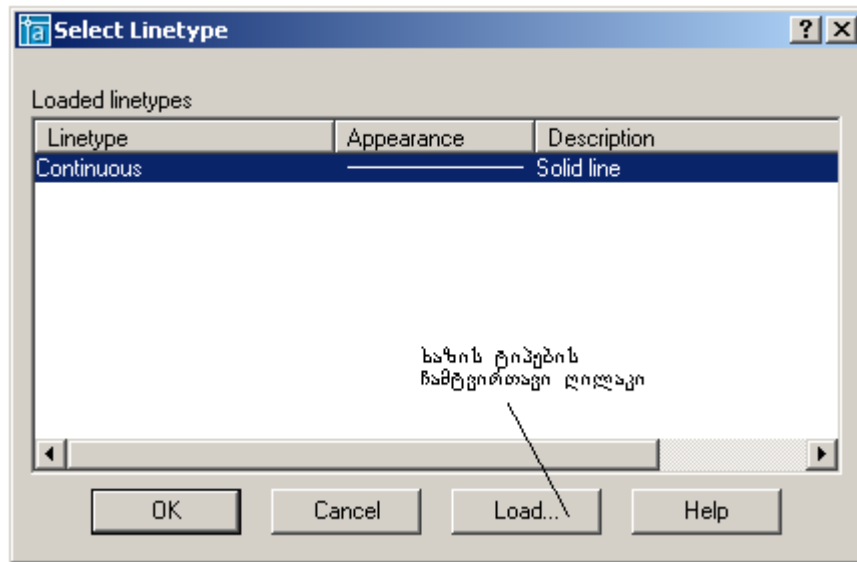 Select Linetype
Loaded linetypes
Linetype Appearance Description
Continuous Solid line
ხაზის ტიპების
ჩამტვირთავი ღილაკი
OK Cancel Load... Help